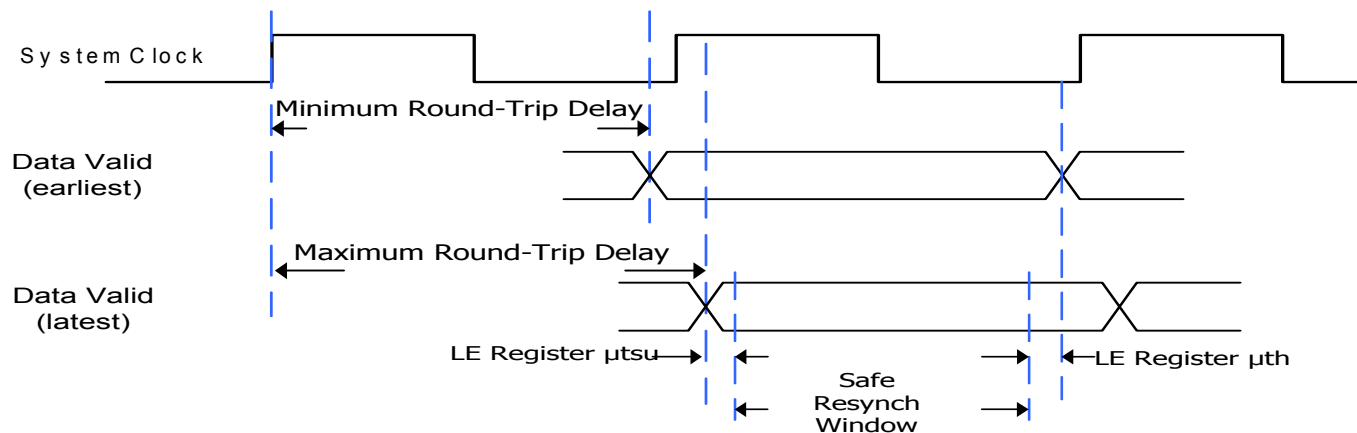 System Clock
Minimum Round-Trip Delay
Data Valid
(earliest)
Maximum Round-Trip Delay
Data Valid
(latest)
LE Register µtsu
LE Register µth
Safe
Resynch
Window